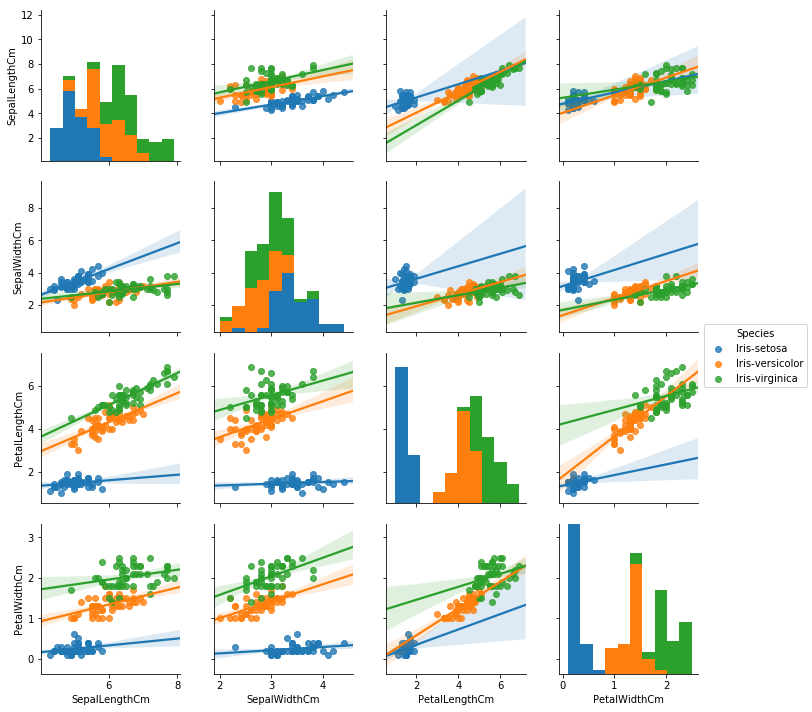 12
10
8
6
4
2
SepalLengthCm
8
6
4
2
SepalWidthCm
Species
Iris-setosa
Iris-versicolor
Iris-virginica
6
4
2
PetalLengthCm
3
2
1
0
PetalWidthCm
6 8
2 3 4
2 4 6
0 1 2
SepalLengthCm SepalWidthCm PetalLengthCm PetalWidthCm